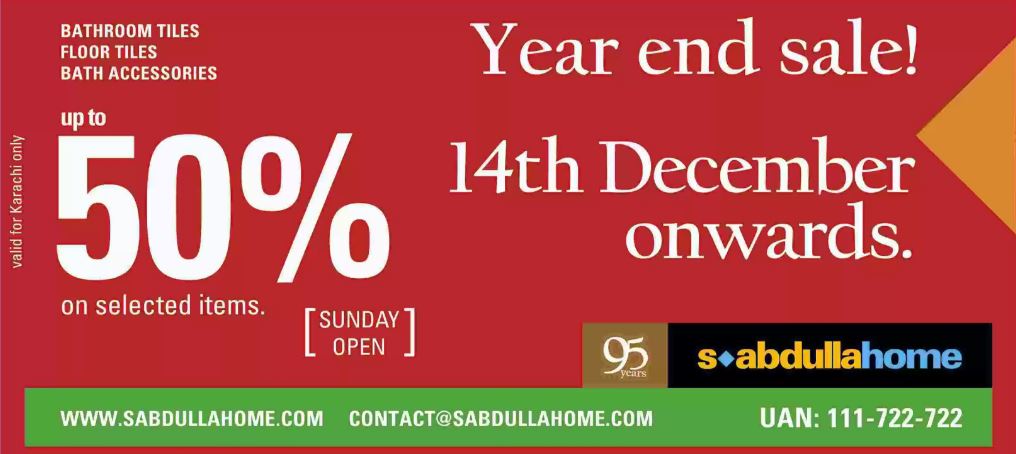 BATHROOM TILES
FLOOR TILES
BATH ACCESSORIES
up to
50%
on selected items.
valid for Karachi only
[SUNDAY
OPEN]
Year end sale!
14th December
onwards.
95
years
s abdullahome
WWW.SABDULLAHOME.COM CONTACT@SABDULLAHOME.COM UAN: 111-722-722